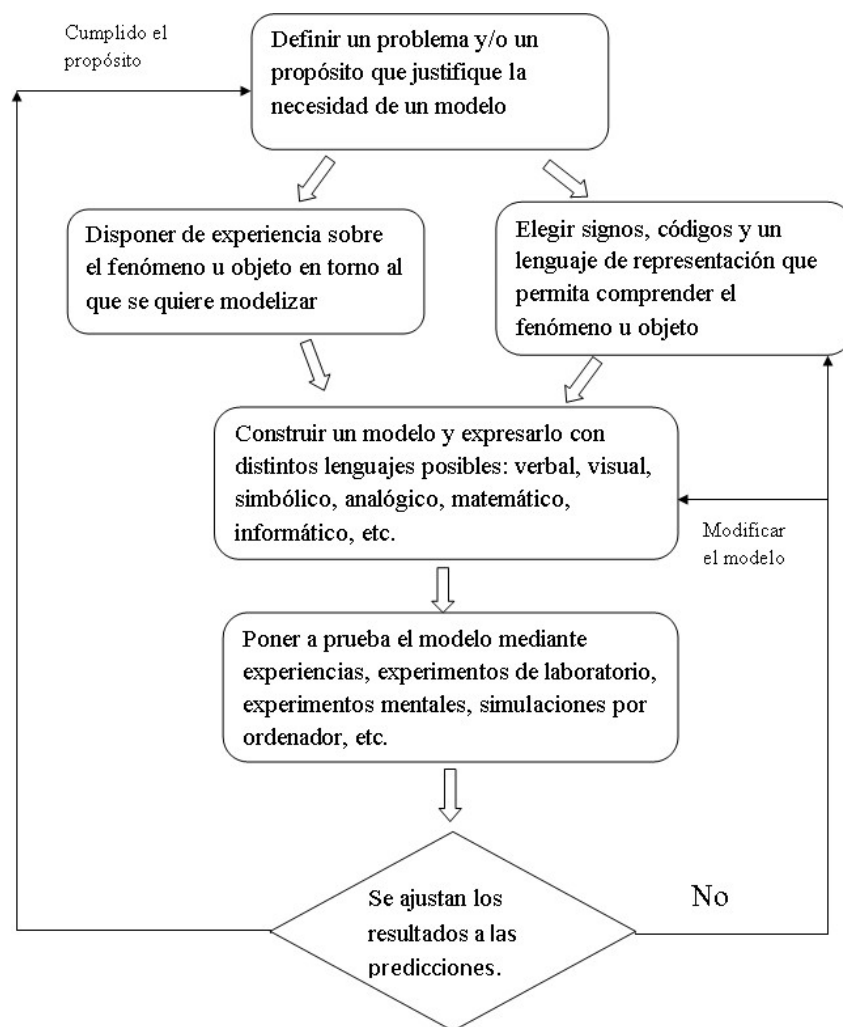 Cumplido el
propósito
Definir un problema y/o un
propósito que justifique la
necesidad de un modelo
Disponer de experiencia sobre
el fenómeno u objeto en torno al
que se quiere modelizar
Elegir signos, códigos y un
lenguaje de representación que
permita comprender el
fenómeno u objeto
Construir un modelo y expresarlo con
distintos lenguajes posibles: verbal, visual,
simbólico, analógico, matemático,
informático, etc.
Modificar
el modelo
Poner a prueba el modelo mediante
experiencias, experimentos de laboratorio,
experimentos mentales, simulaciones por
ordenador, etc.
Se ajustan los
resultados a las
predicciones.
No